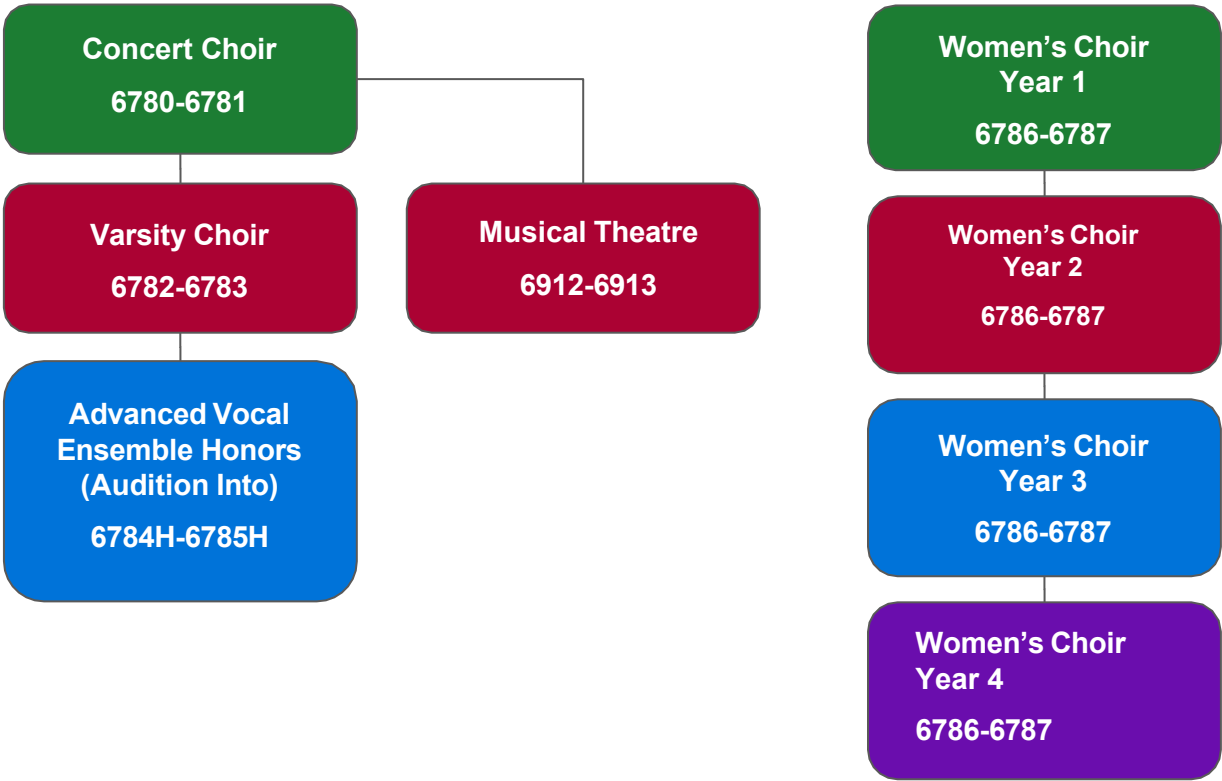 Concert Choir
6780-6781
Varsity Choir
6782-6783
Advanced Vocal
Ensemble Honors
(Audition Into)
6784H-6785H
Musical Theatre
6912-6913
Women’s Choir
Year 1
6786-6787
Women’s Choir
Year 2
6786-6787
Women’s Choir
Year 3
6786-6787
Women’s Choir
Year 4
6786-6787